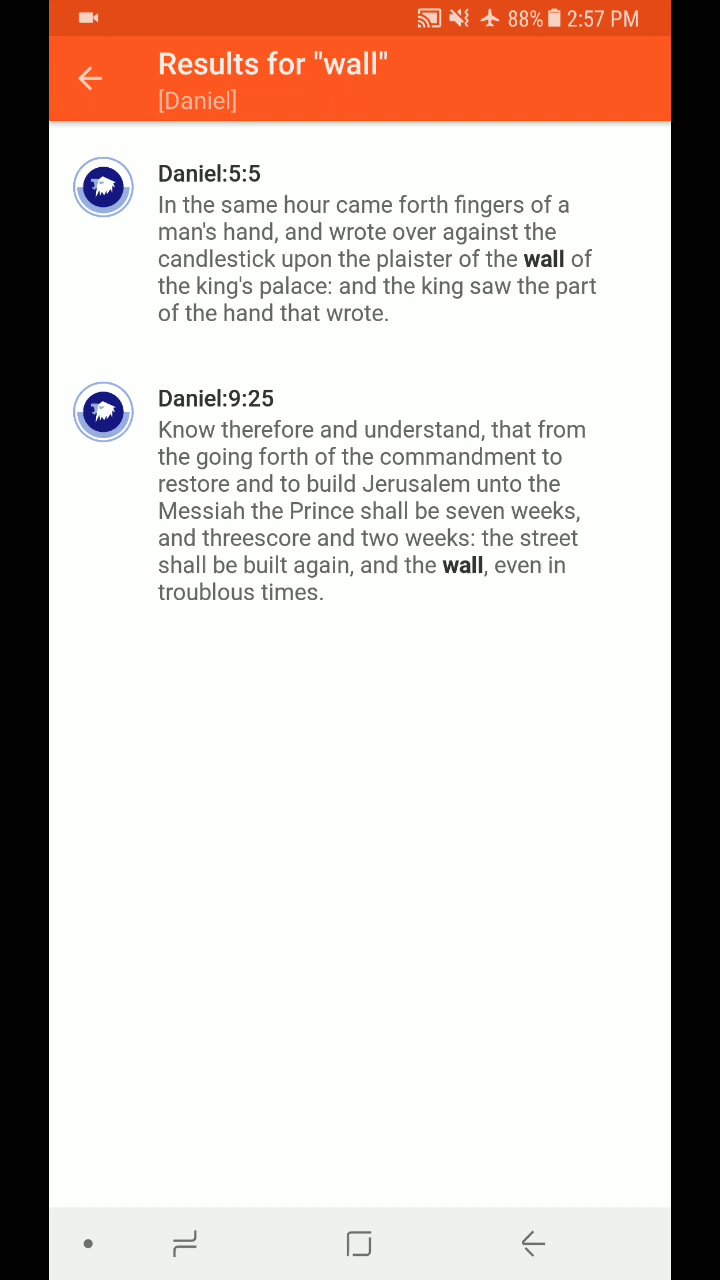 88% 2:57 PM
Results for "wall"
[Daniel]
Daniel:5:5
In the same hour came forth fingers of a
man's hand, and wrote over against the
candlestick upon the plaister of the wall of
the king's palace: and the king saw the part
of the hand that wrote.
Daniel:9:25
Know therefore and understand, that from
the going forth of the commandment to
restore and to build Jerusalem unto the
Messiah the Prince shall be seven weeks,
and threescore and two weeks: the street
shall be built again, and the wall, even in
troublous times.